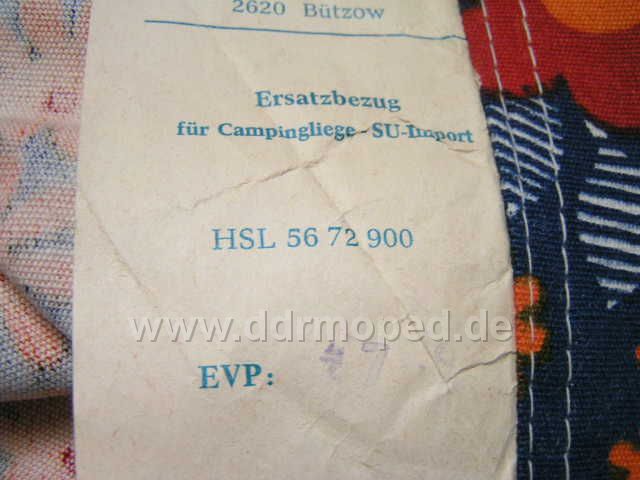 2620 Bützow
Ersatzbezug
für Campingliege - SU-Import
HSL 56 72 900
www.ddrmoped.de
EVP: